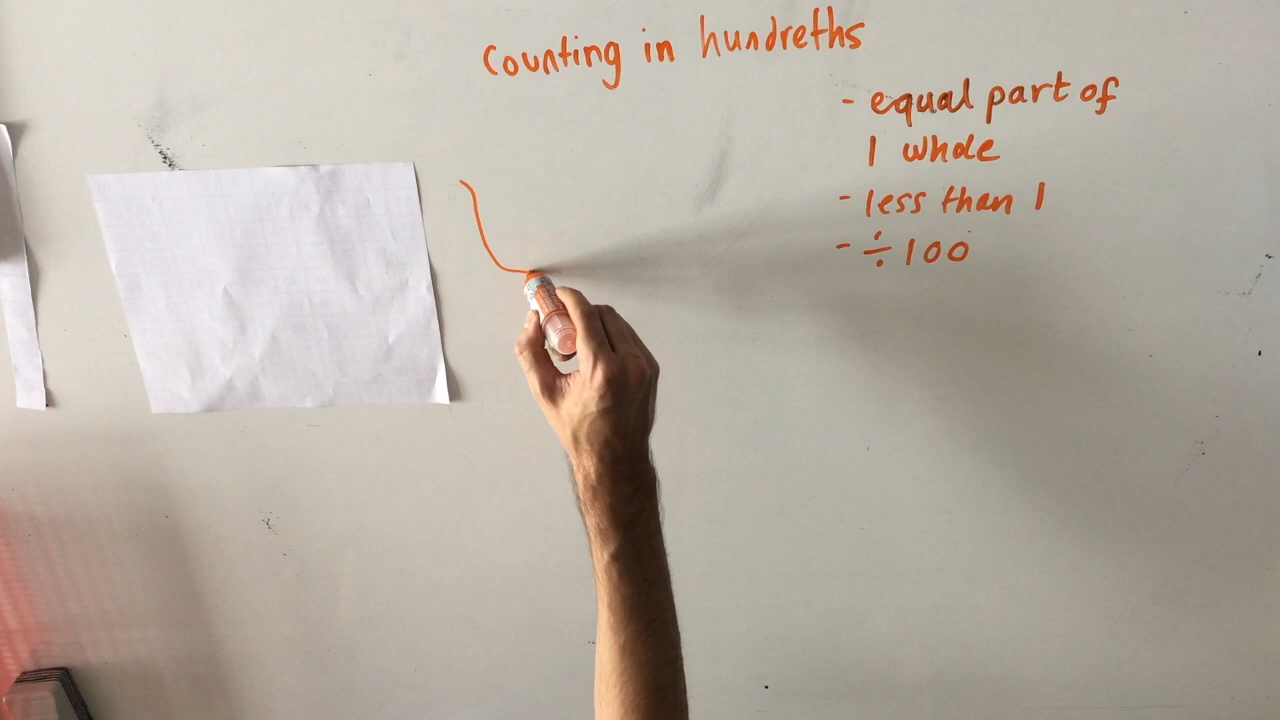 Counting in hundreths
- equal part of
1 whole
- less than 1
- ÷100